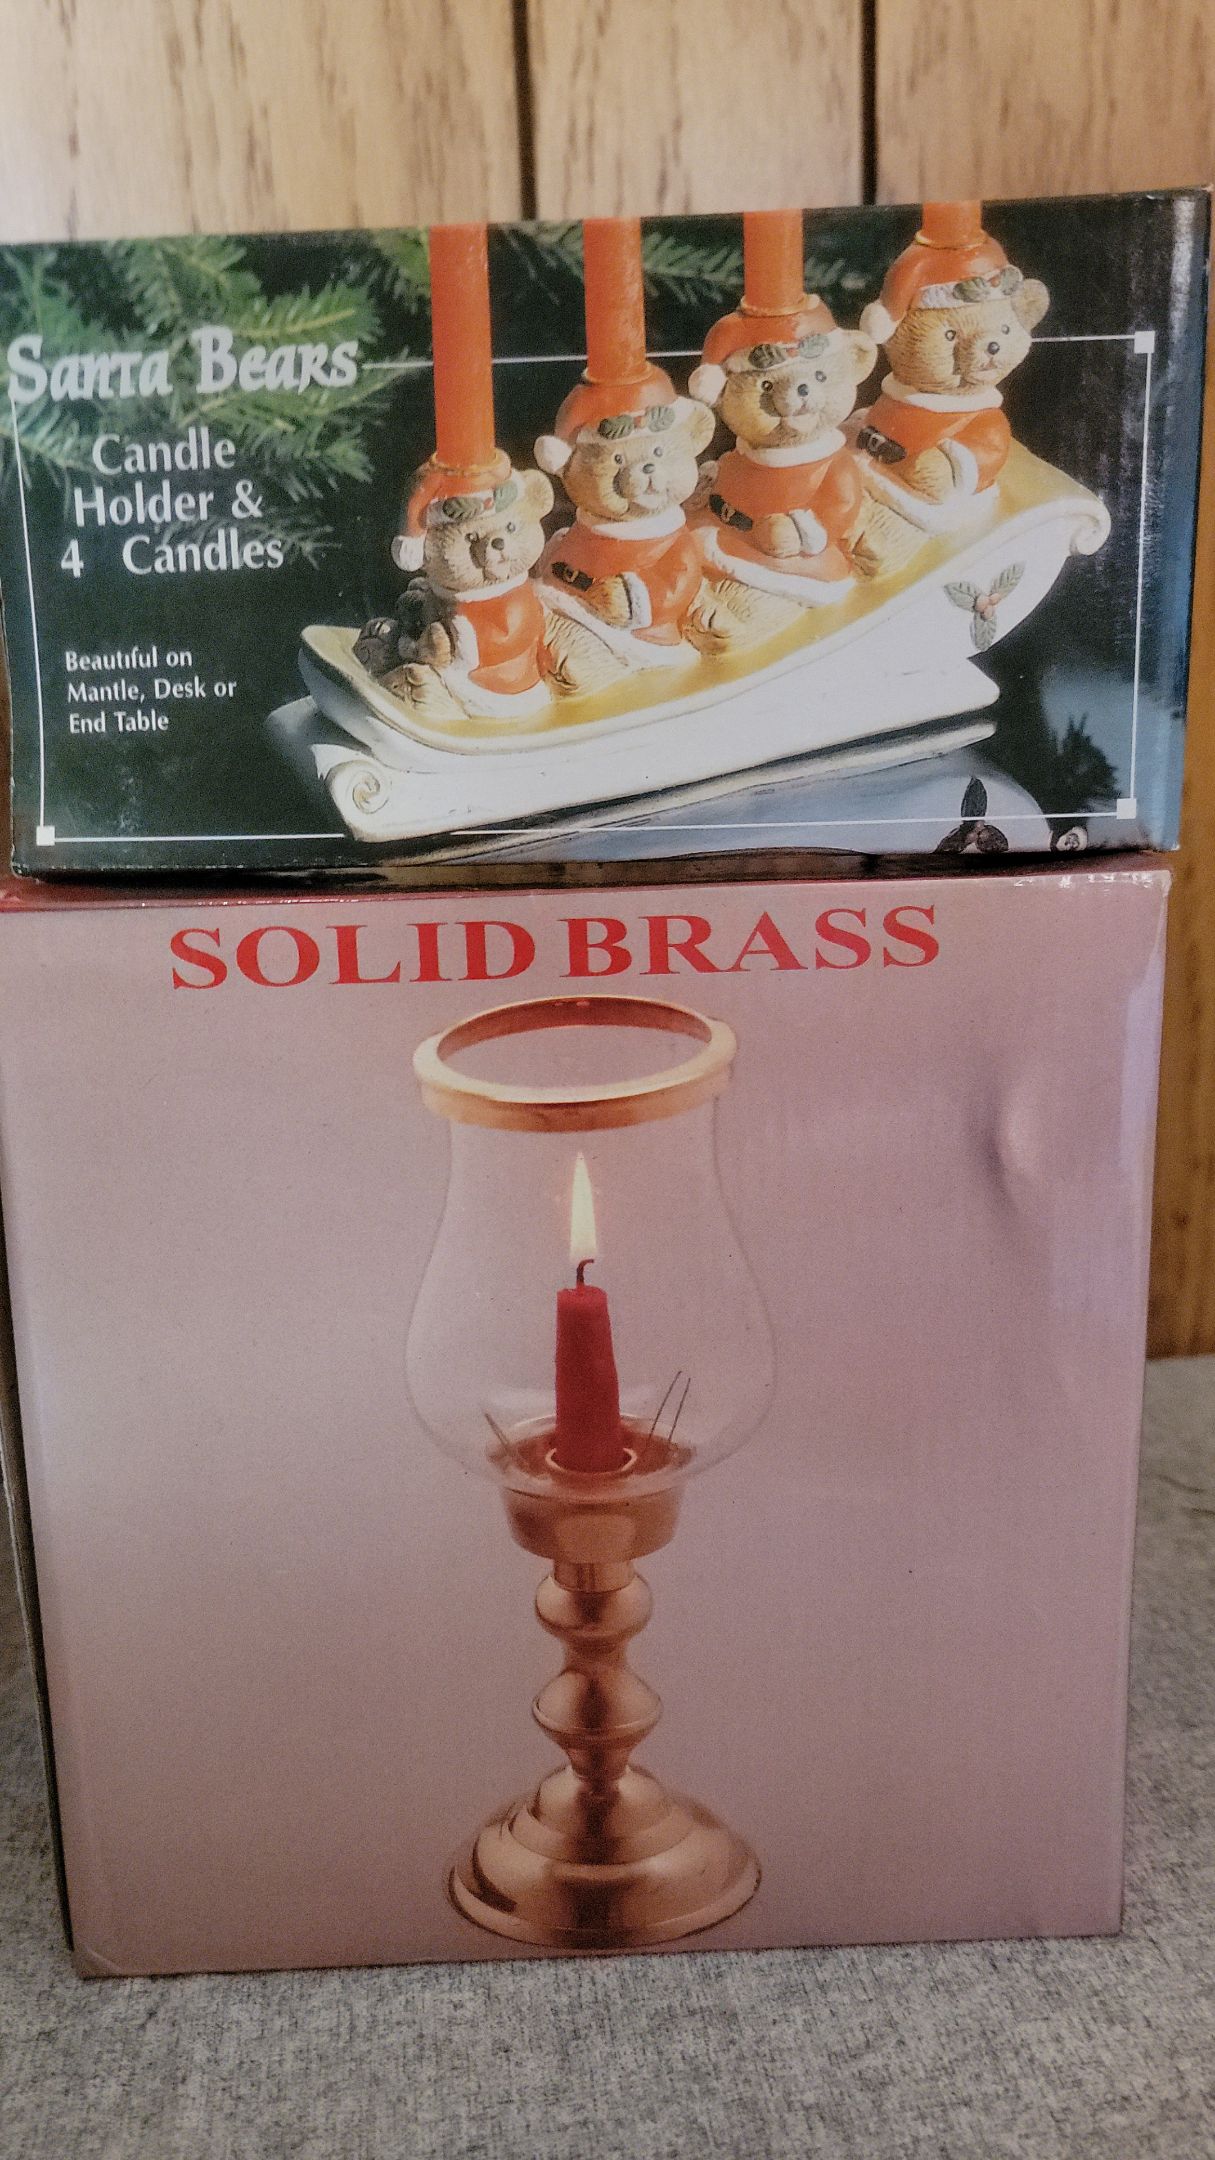 Santa Bears
Candle
Holder &
4 Candles
Beautiful on
Mantle, Desk or
End Table
SOLID BRASS